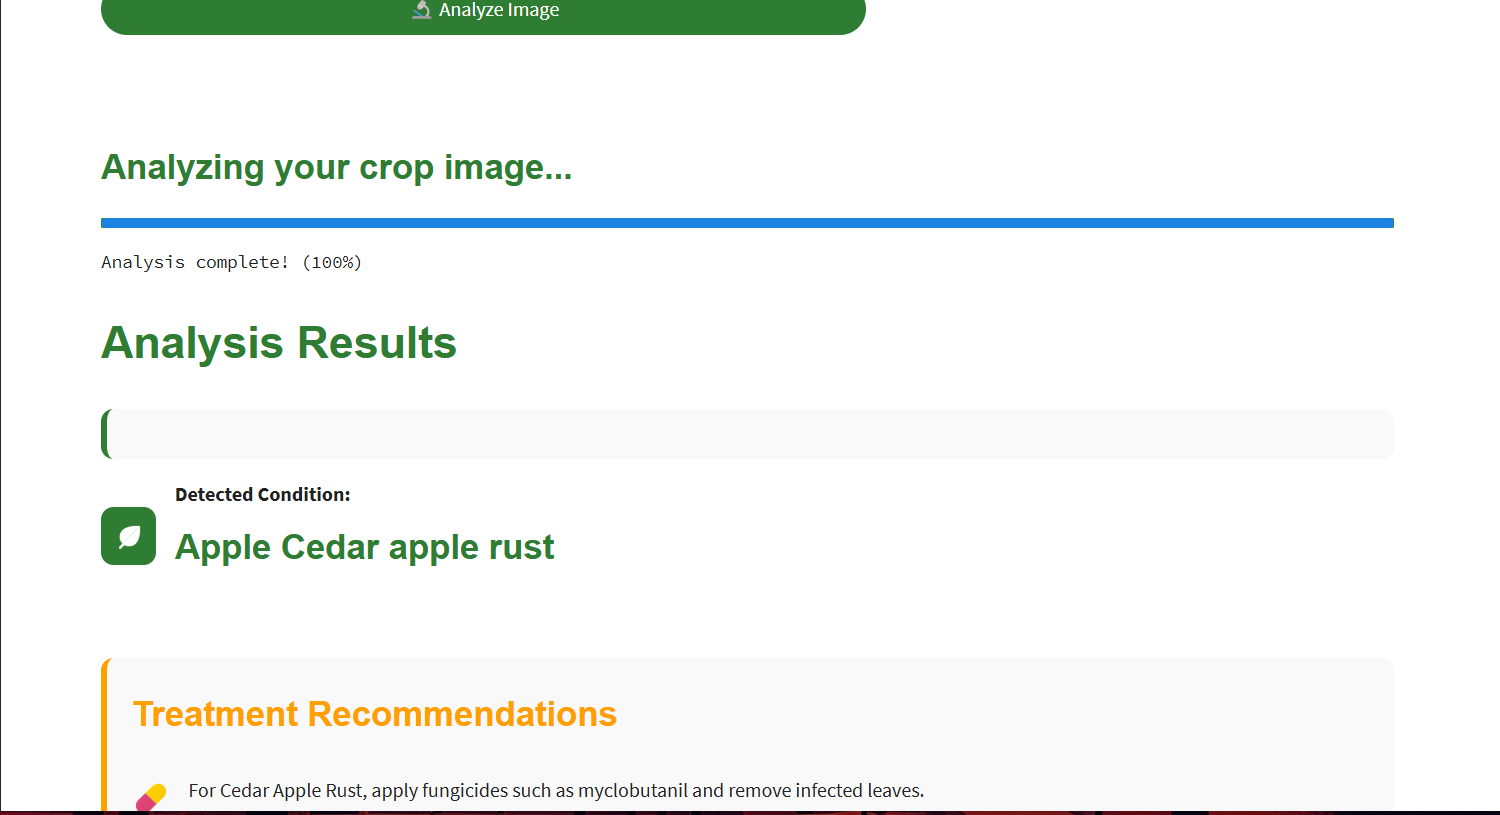 Analyze Image
Analyzing your crop image...
Analysis complete! (100%)
Analysis Results
Detected Condition:
Apple Cedar apple rust
Treatment Recommendations
For Cedar Apple Rust, apply fungicides such as myclobutanil and remove infected leaves.